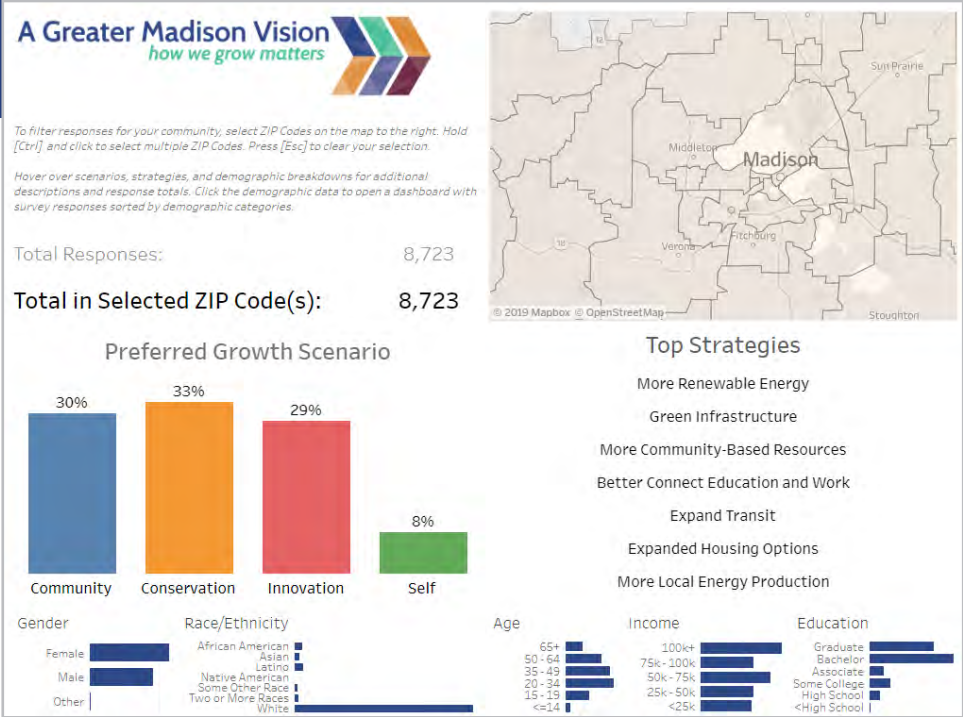 A Greater Madison Vision
how we grow matters
To filter responses for your community, select ZIP Codes on the map to the right. Hold
[Ctrl] and click to select multiple ZIP Codes. Press [Esc] to clear your selection.
Hover over scenarios, strategies, and demographic breakdowns for additional
descriptions and response totals. Click the demographic data to open a dashboard with
survey responses sorted by demographic categories.
Total Responses: 8,723
Total in Selected ZIP Code(s): 8,723
12
Sun Prairie
Middleton
Madison
18
Verona
Fitchburg
Stoughton
© 2019 Mapbox © OpenStreetMap
Preferred Growth Scenario
30%
33%
29%
8%
Community
Conservation
Innovation
Self
Top Strategies
More Renewable Energy
Green Infrastructure
More Community-Based Resources
Better Connect Education and Work
Expand Transit
Expanded Housing Options
More Local Energy Production
Gender
Female
Male
Other
Race/Ethnicity
African American
Asian
Latino
Native American
Some Other Race
Two or More Races
White
Age
65+
50 - 64
35 - 49
20 - 34
15 - 19
<=14
Income
100k+
75k - 100k
50k - 75k
25k - 50k
<25k
Education
Graduate
Bachelor
Associate
Some College
High School
<High School